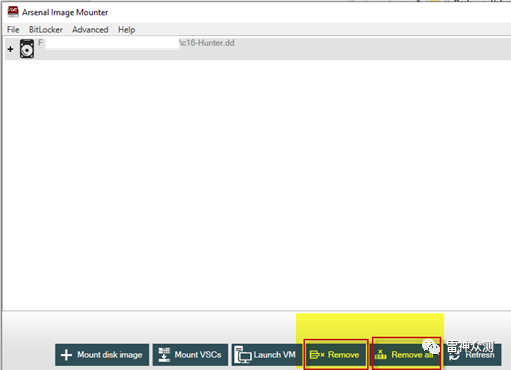 Arsenal Image Mounter
File BitLocker Advanced Help
F: \c16-Hunter.dd
Mount disk image Mount VSCs Launch VM Remove Remove all Refresh
雷神众测